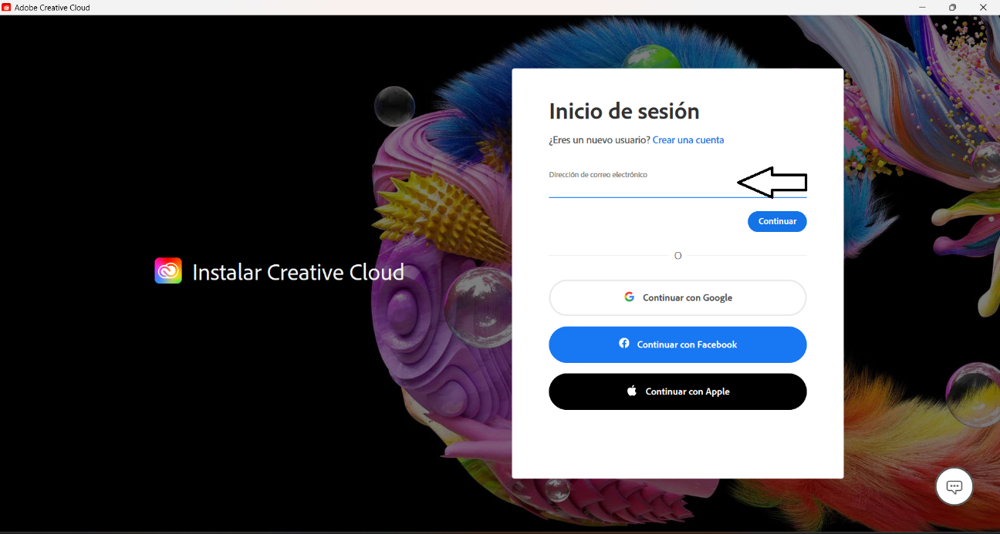 Adobe Creative Cloud
Inicio de sesión
¿Eres un nuevo usuario? Crear una cuenta
Dirección de correo electrónico
Continuar
O
Instalar Creative Cloud
Continuar con Google
Continuar con Facebook
Continuar con Apple